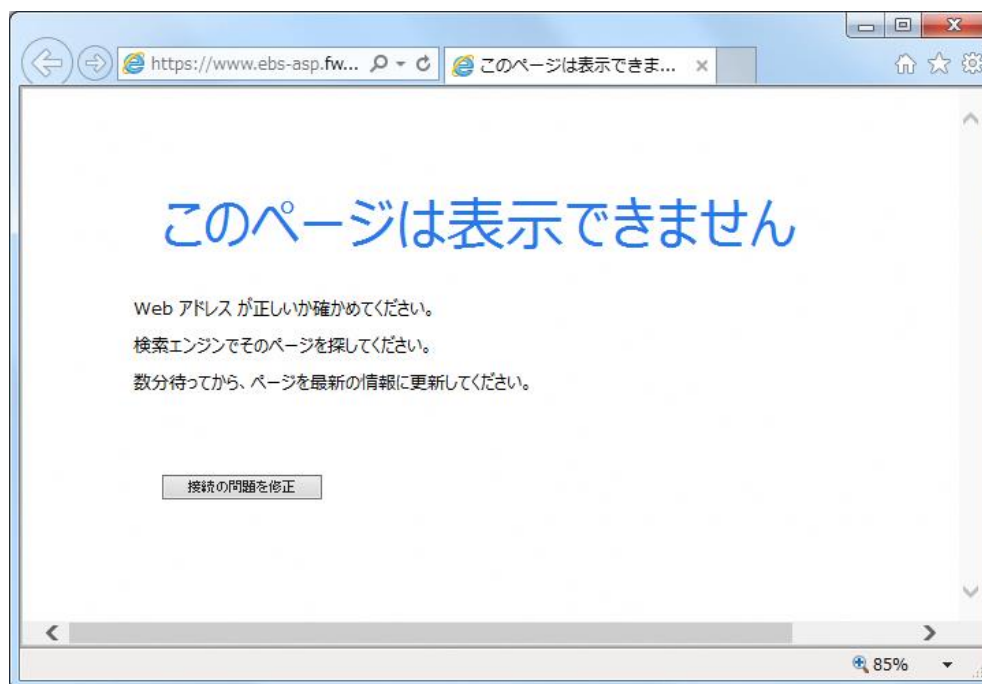 https://www.ebs-asp.fw... このページは表示できま...
このページは表示できません
Web アドレス が正しいか確かめてください。
検索エンジンでそのページを探してください。
数分待ってから、ページを最新の情報に更新してください。
接続の問題を修正
85%